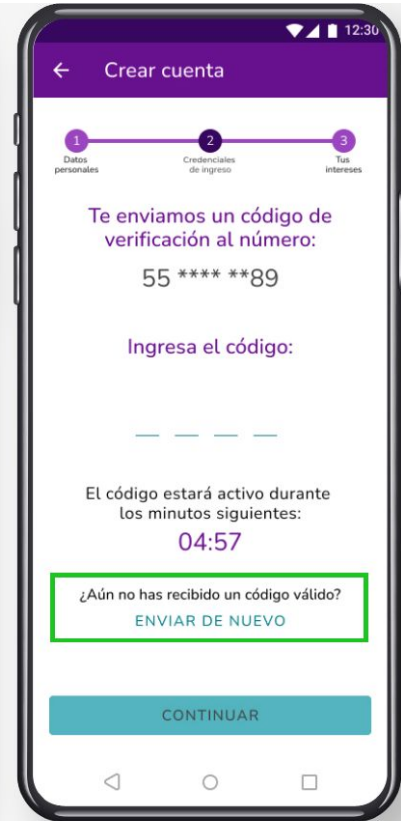 12:30
Crear cuenta
1
2
3
Datos
personales
Credenciales
de ingreso
Tus
intereses
Te enviamos un código de
verificación al número:
55 **** **89
Ingresa el código:
El código estará activo durante
los minutos siguientes:
04:57
¿Aún no has recibido un código válido?
ENVIAR DE NUEVO
CONTINUAR